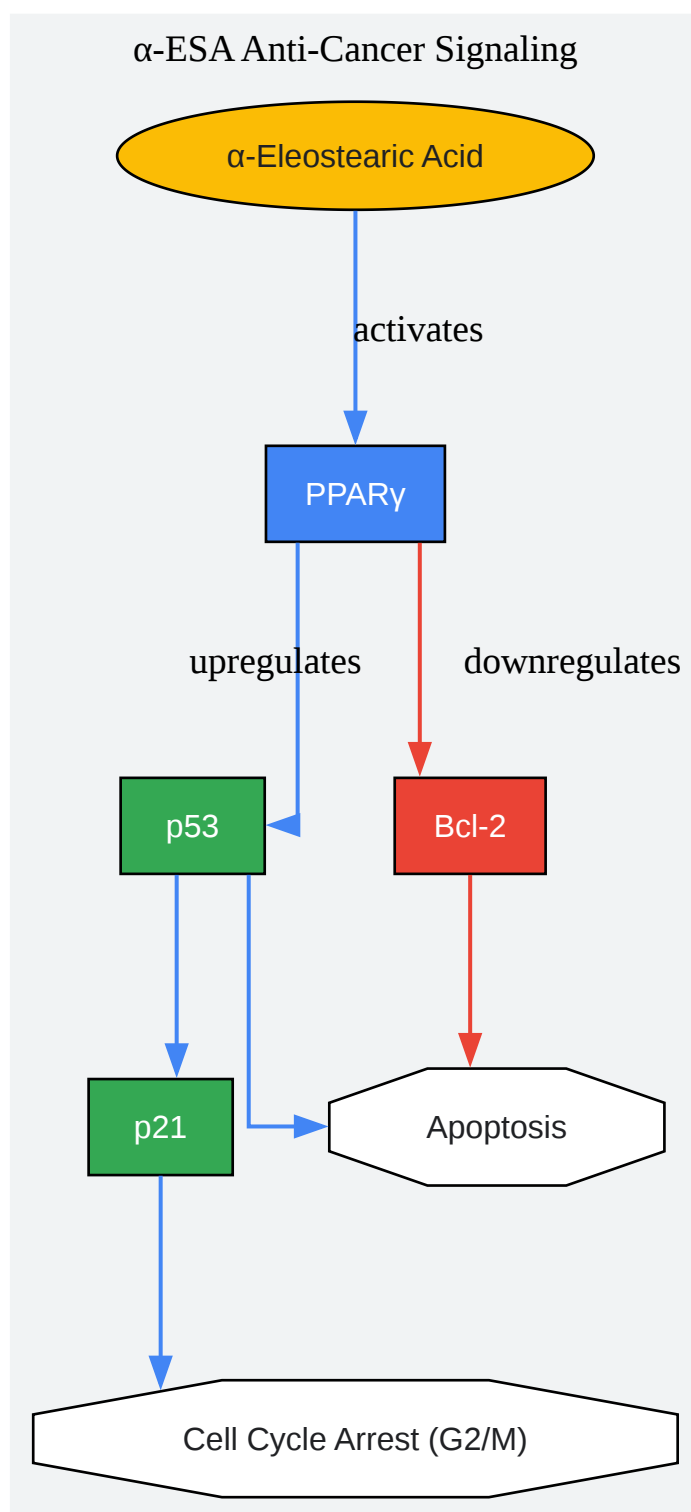 α-ESA Anti-Cancer Signaling
α-Eleostearic Acid
activates
PPARγ
upregulates
downregulates
p53
Bcl-2
p21
Apoptosis
Cell Cycle Arrest (G2/M)